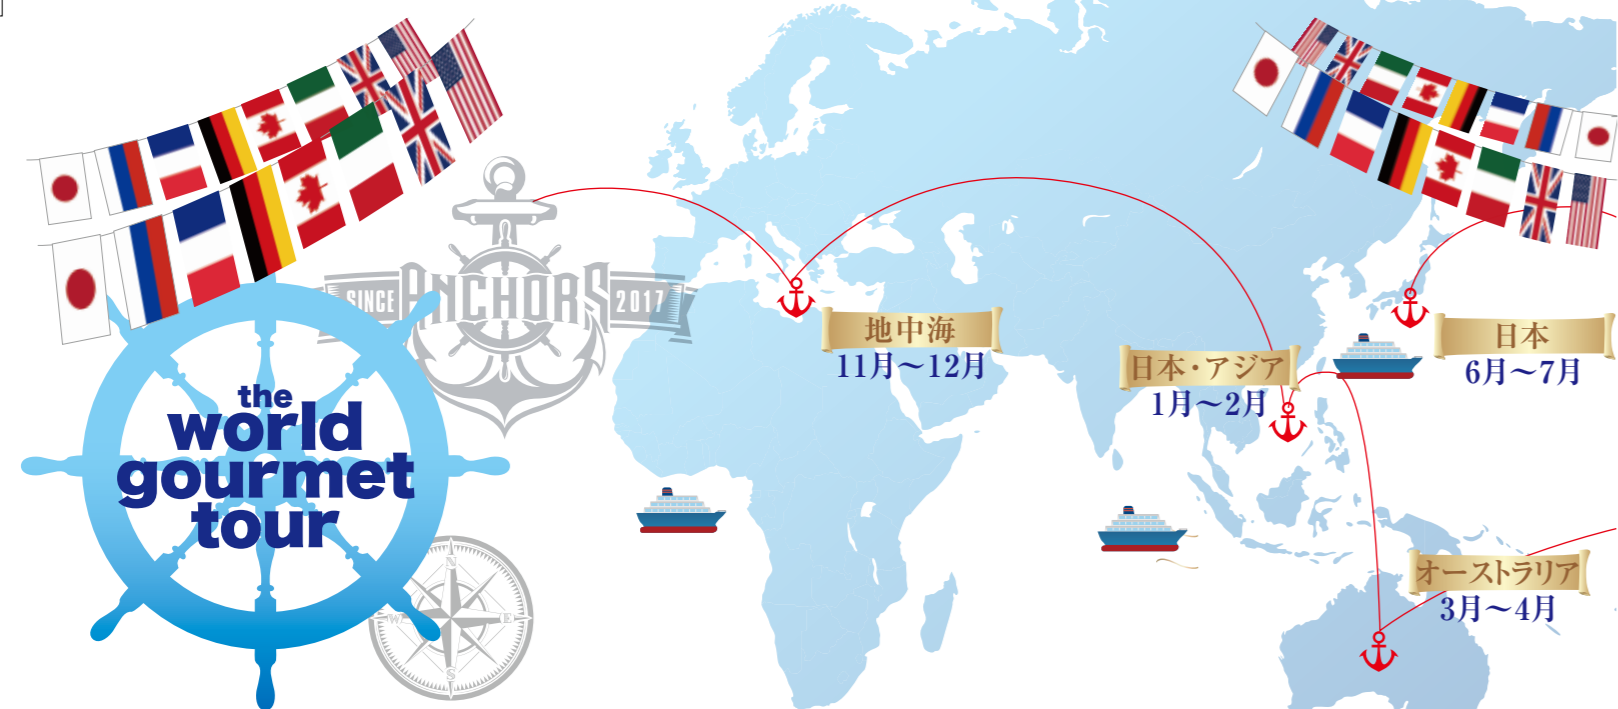 SINCE ANCHORS 2017
the
world
gourmet
tour
N
W
E
S
地中海
11月〜12月
日本・アジア
1月〜2月
日本
6月〜7月
オーストラリア
3月〜4月